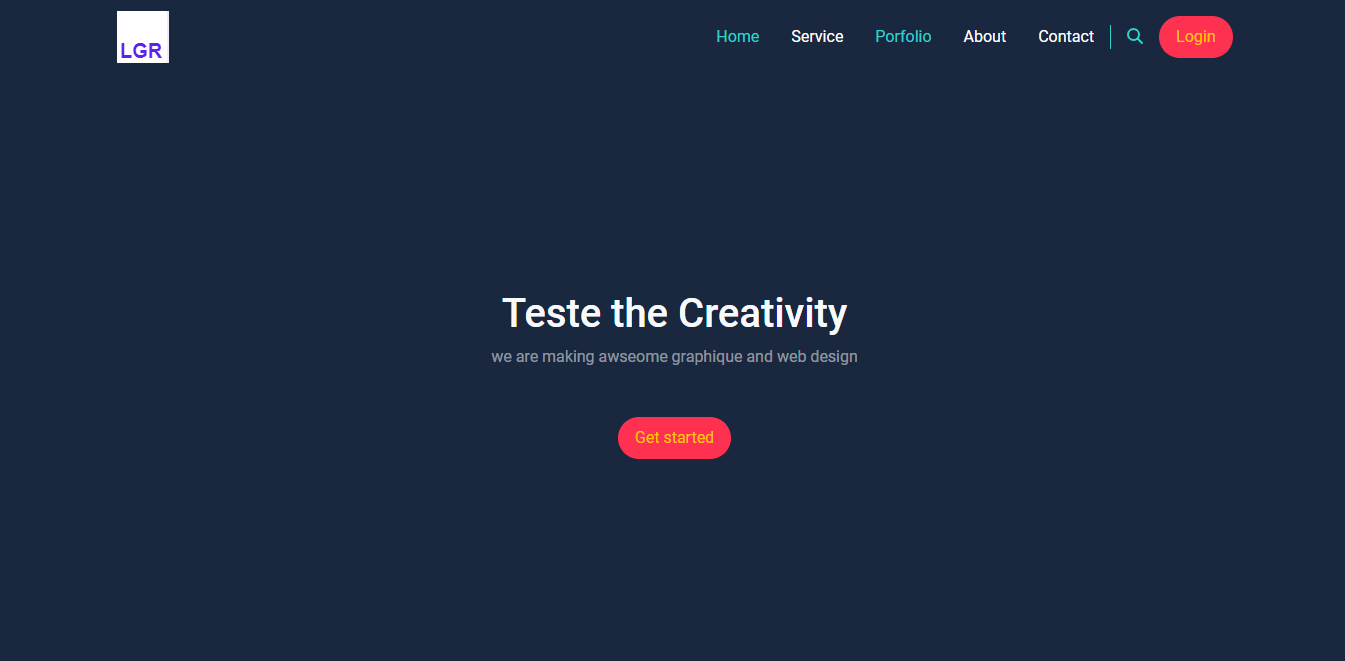 LGR
Home Service Porfolio About Contact Login
Teste the Creativity
we are making awseome graphique and web design
Get started